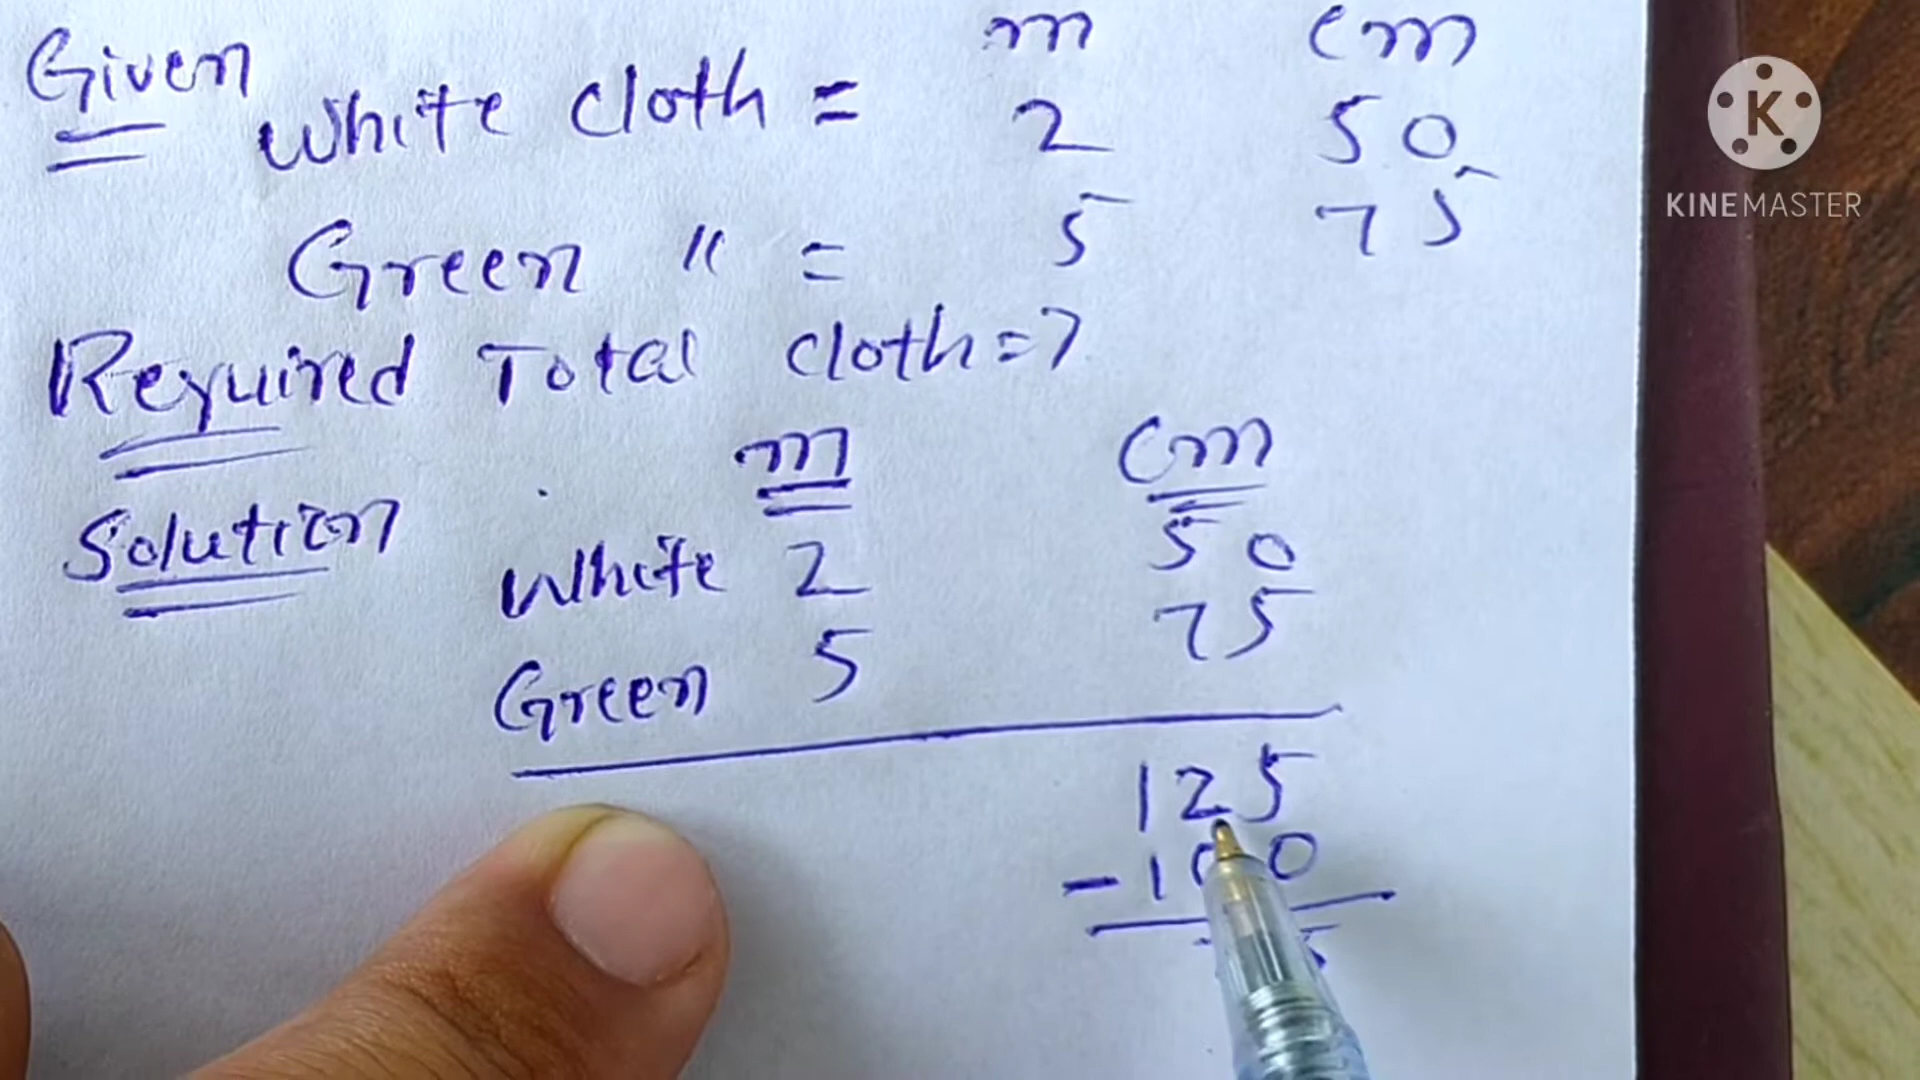 m cm
Given White cloth = 2 50
Green " = 5 75
Required Total cloth=?
m cm
Solution White 2 50
Green 5 75
125
- 100
K
KINEMASTER